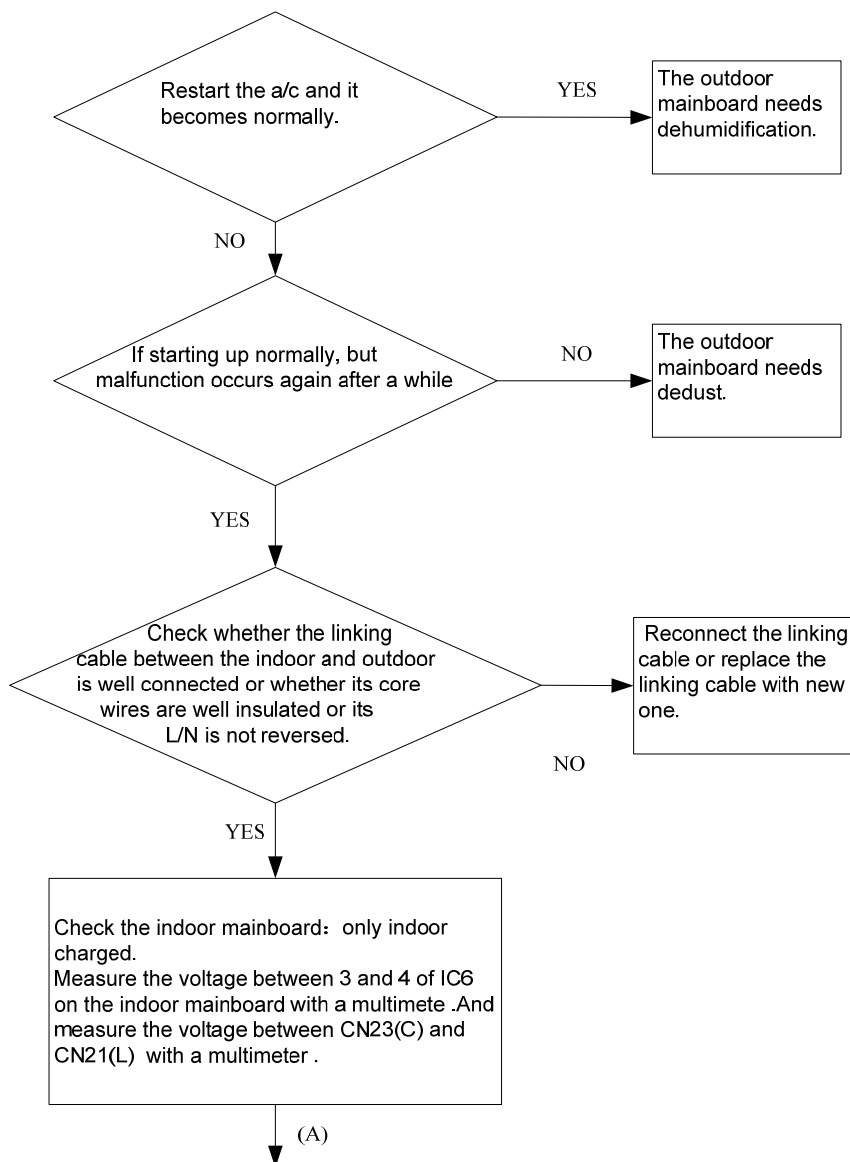 Restart the a/c and it
becomes normally.
YES
The outdoor
mainboard needs
dehumidification.
NO
If starting up normally, but
malfunction occurs again after a while
NO
The outdoor
mainboard needs
dedust.
YES
Check whether the linking
cable between the indoor and outdoor
is well connected or whether its core
wires are well insulated or its
L/N is not reversed.
NO
Reconnect the linking
cable or replace the
linking cable with new
one.
YES
Check the indoor mainboard：only indoor
charged.
Measure the voltage between 3 and 4 of IC6
on the indoor mainboard with a multimete .And
measure the voltage between CN23(C) and
CN21(L) with a multimeter .
(A)